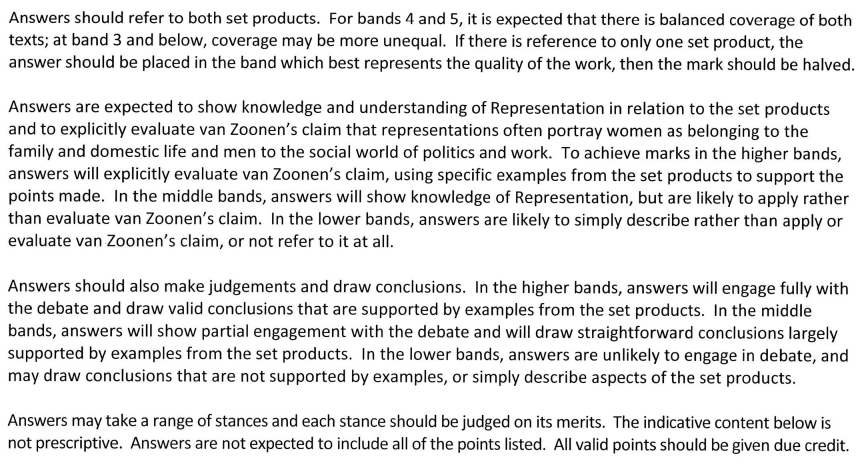 Answers should refer to both set products.  For bands 4 and 5, it is expected that there is balanced coverage of both
texts; at band 3 and below, coverage may be more unequal.  If there is reference to only one set product, the
answer should be placed in the band which best represents the quality of the work, then the mark should be halved.

Answers are expected to show knowledge and understanding of Representation in relation to the set products
and to explicitly evaluate van Zoonen's claim that representations often portray women as belonging to the
family and domestic life and men to the social world of politics and work.  To achieve marks in the higher bands,
answers will explicitly evaluate van Zoonen's claim, using specific examples from the set products to support the
points made.  In the middle bands, answers will show knowledge of Representation, but are likely to apply rather
than evaluate van Zoonen's claim.  In the lower bands, answers are likely to simply describe rather than apply or
evaluate van Zoonen's claim, or not refer to it at all.

Answers should also make judgements and draw conclusions.  In the higher bands, answers will engage fully with
the debate and draw valid conclusions that are supported by examples from the set products.  In the middle
bands, answers will show partial engagement with the debate and will draw straightforward conclusions largely
supported by examples from the set products.  In the lower bands, answers are unlikely to engage in debate, and
may draw conclusions that are not supported by examples, or simply describe aspects of the set products.

Answers may take a range of stances and each stance should be judged on its merits.  The indicative content below is
not prescriptive.  Answers are not expected to include all of the points listed.  All valid points should be given due credit.